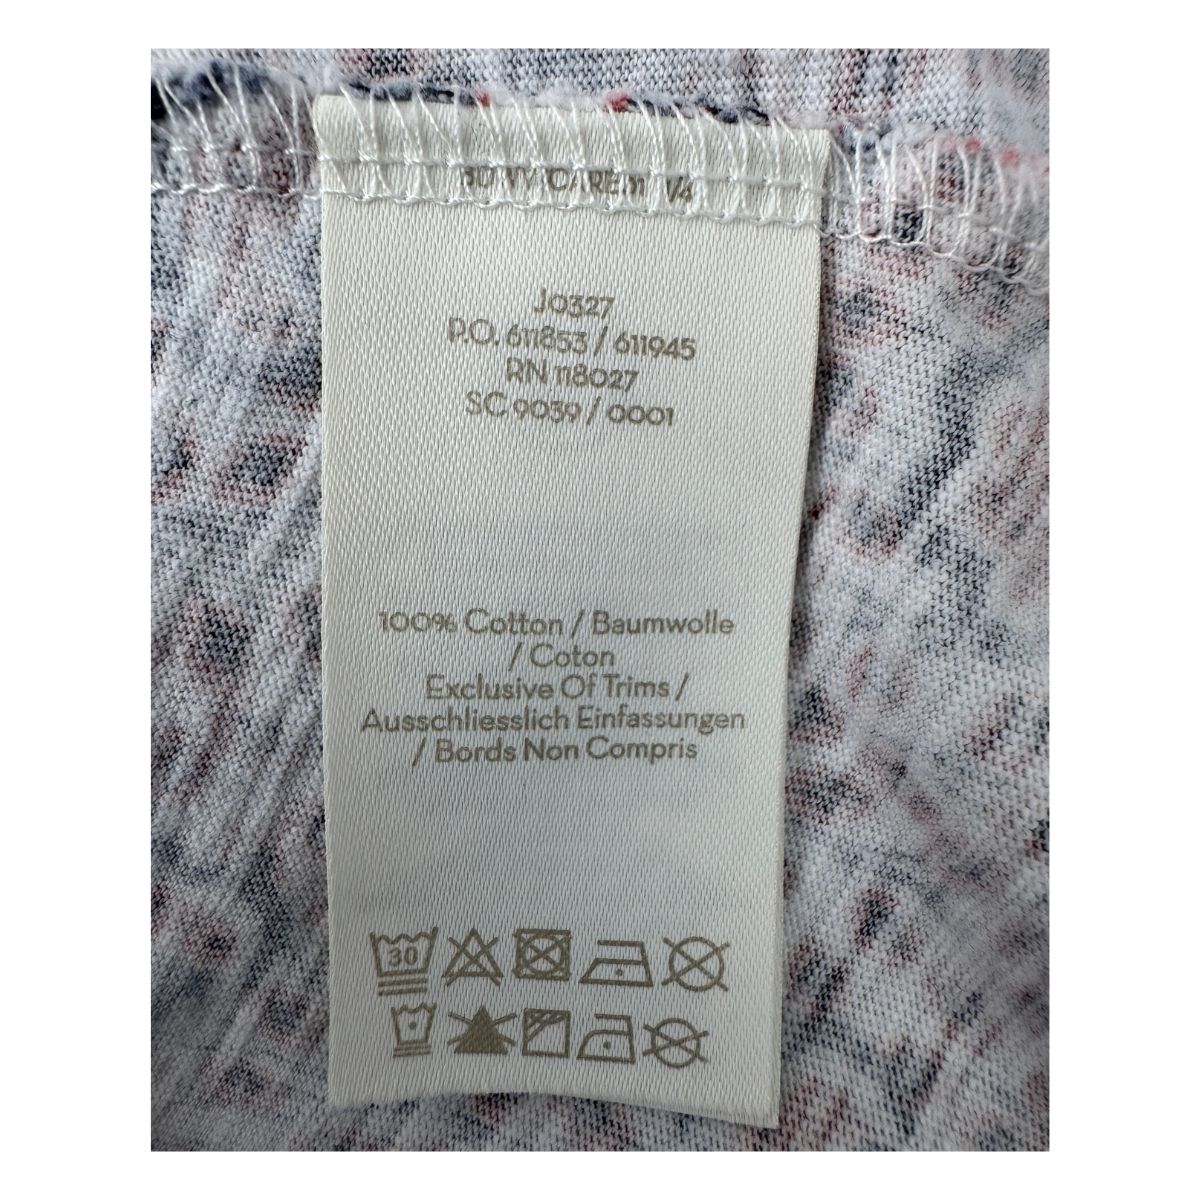 J0327
P.O. 611853 / 611945
RN 118027
SC 9039 / 0001
100% Cotton / Baumwolle
/ Coton
Exclusive Of Trims /
Ausschliesslich Einfassungen
/ Bords Non Compris
30